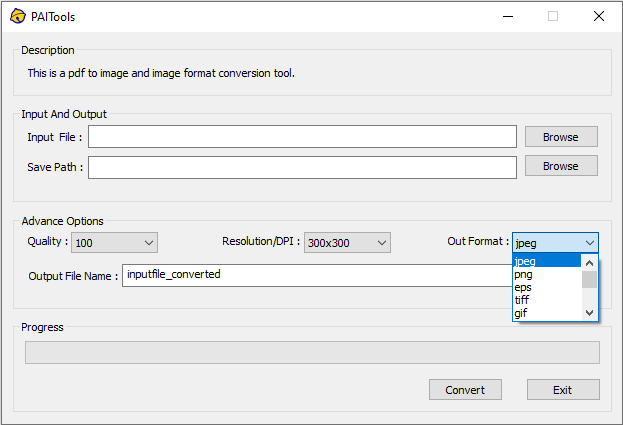 PAITools
Description
This is a pdf to image and image format conversion tool.
Input And Output
Input File :
Browse
Save Path :
Browse
Advance Options
Quality : 100 Resolution/DPI : 300x300 Out Format : jpeg
jpeg
png
eps
tiff
gif
Output File Name : inputfile_converted
Progress
Convert Exit